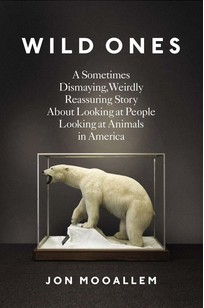 WILD ONES
A Sometimes
Dismaying, Weirdly
Reassuring Story
About Looking at People
Looking at Animals
in America
JON MOOALLEM